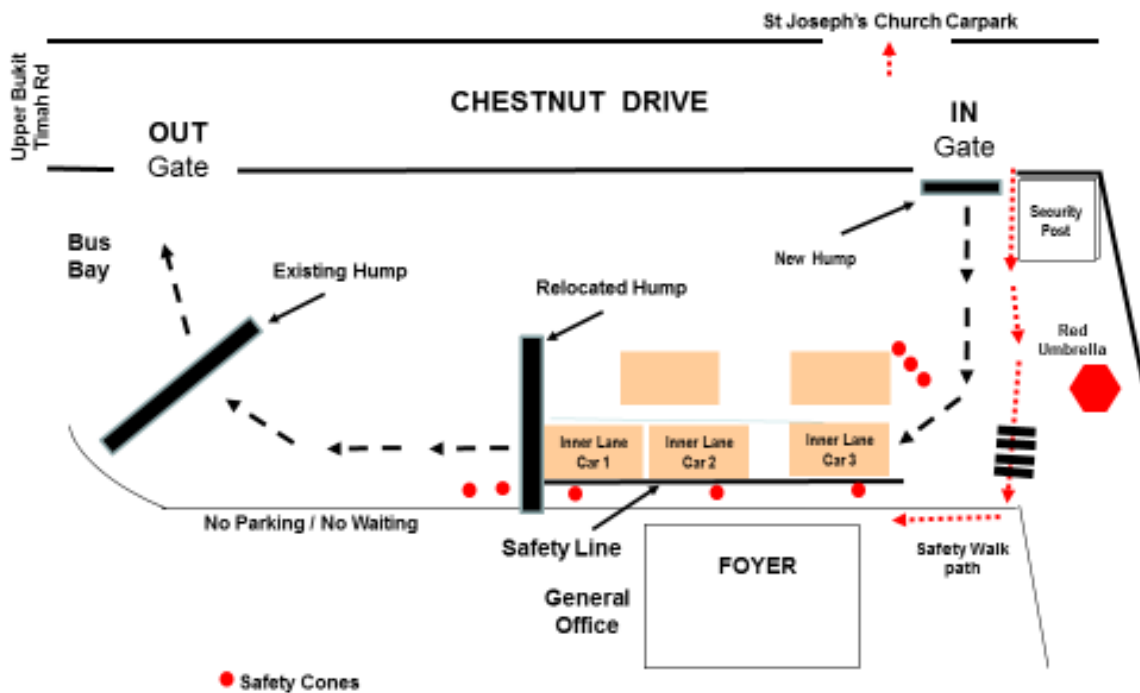 St Joseph's Church Carpark
Upper Bukit
Timah Rd
CHESTNUT DRIVE
OUT
Gate
IN
Gate
Security
Post
Bus
Bay
Existing Hump
New Hump
Relocated Hump
Red
Umbrella
Inner Lane
Car 1
Inner Lane
Car 2
Inner Lane
Car 3
No Parking / No Waiting
Safety Line
FOYER
Safety Walk
path
General
Office
Safety Cones